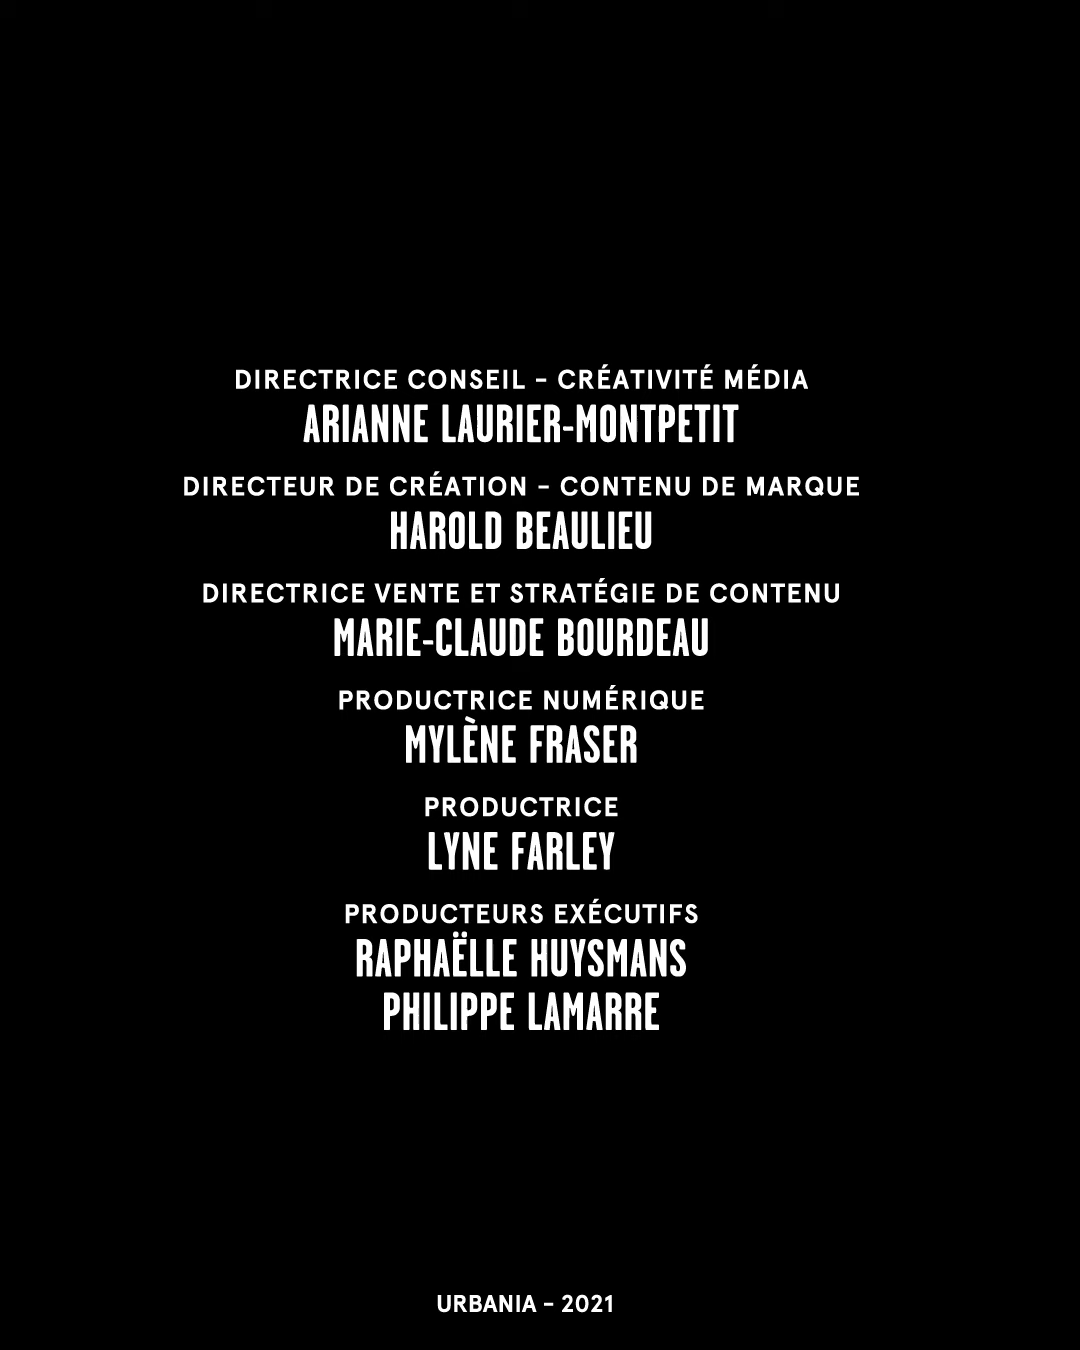 DIRECTRICE CONSEIL - CRÉATIVITÉ MÉDIA
ARIANNE LAURIER-MONTPETIT
DIRECTEUR DE CRÉATION - CONTENU DE MARQUE
HAROLD BEAULIEU
DIRECTRICE VENTE ET STRATÉGIE DE CONTENU
MARIE-CLAUDE BOURDEAU
PRODUCTRICE NUMÉRIQUE
MYLÈNE FRASER
PRODUCTRICE
LYNE FARLEY
PRODUCTEURS EXÉCUTIFS
RAPHAËLLE HUYSMANS
PHILIPPE LAMARRE
URBANIA - 2021